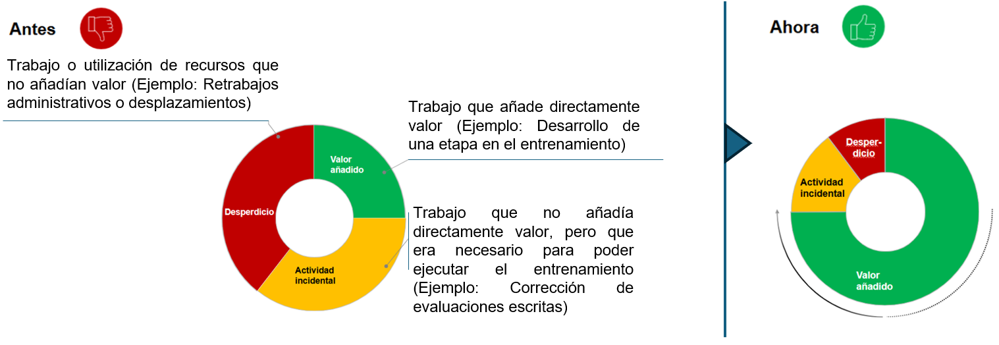 Antes
Trabajo o utilización de recursos que
no añadían valor (Ejemplo: Retrabajos
administrativos o desplazamientos)
Trabajo que añade directamente
valor (Ejemplo: Desarrollo de
una etapa en el entrenamiento)
Valor
añadido
Desperdicio
Actividad
incidental
Trabajo que no añadía
directamente valor, pero que
era necesario para poder
ejecutar el entrenamiento
(Ejemplo: Corrección de
evaluaciones escritas)
Ahora
Desper-
dicio
Actividad
incidental
Valor
añadido